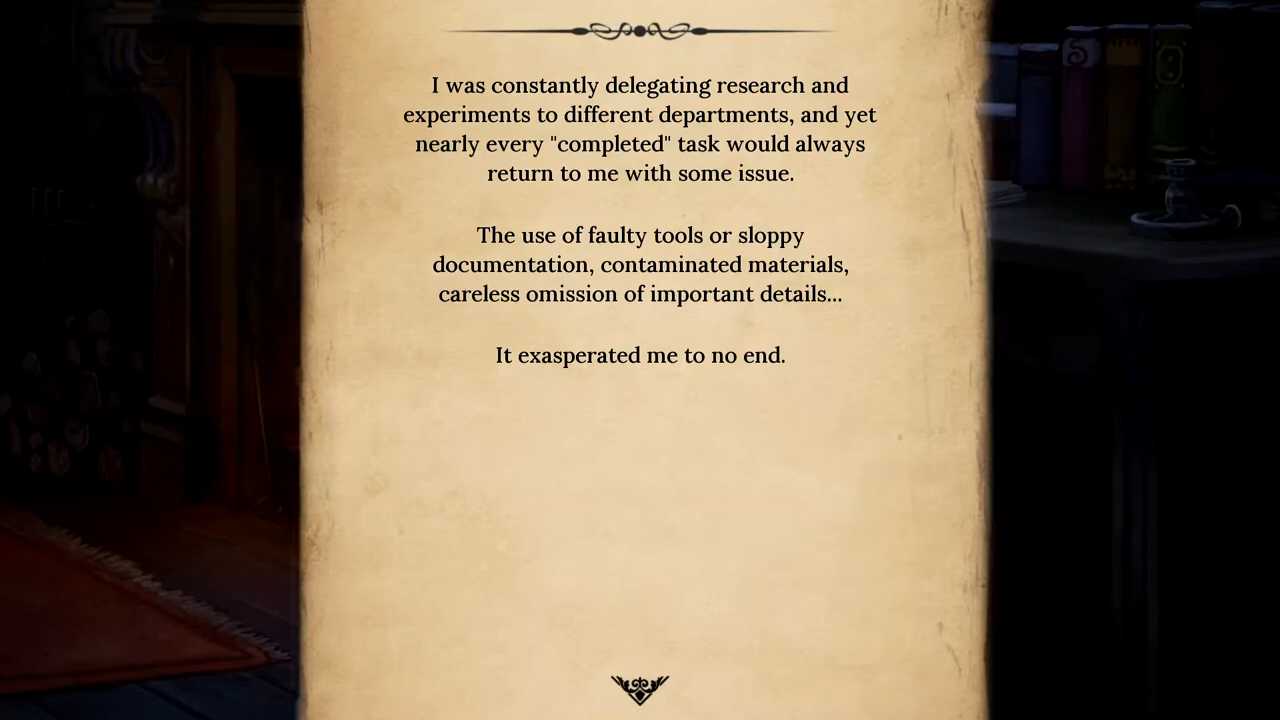 I was constantly delegating research and
experiments to different departments, and yet
nearly every "completed" task would always
return to me with some issue.
The use of faulty tools or sloppy
documentation, contaminated materials,
careless omission of important details...
It exasperated me to no end.